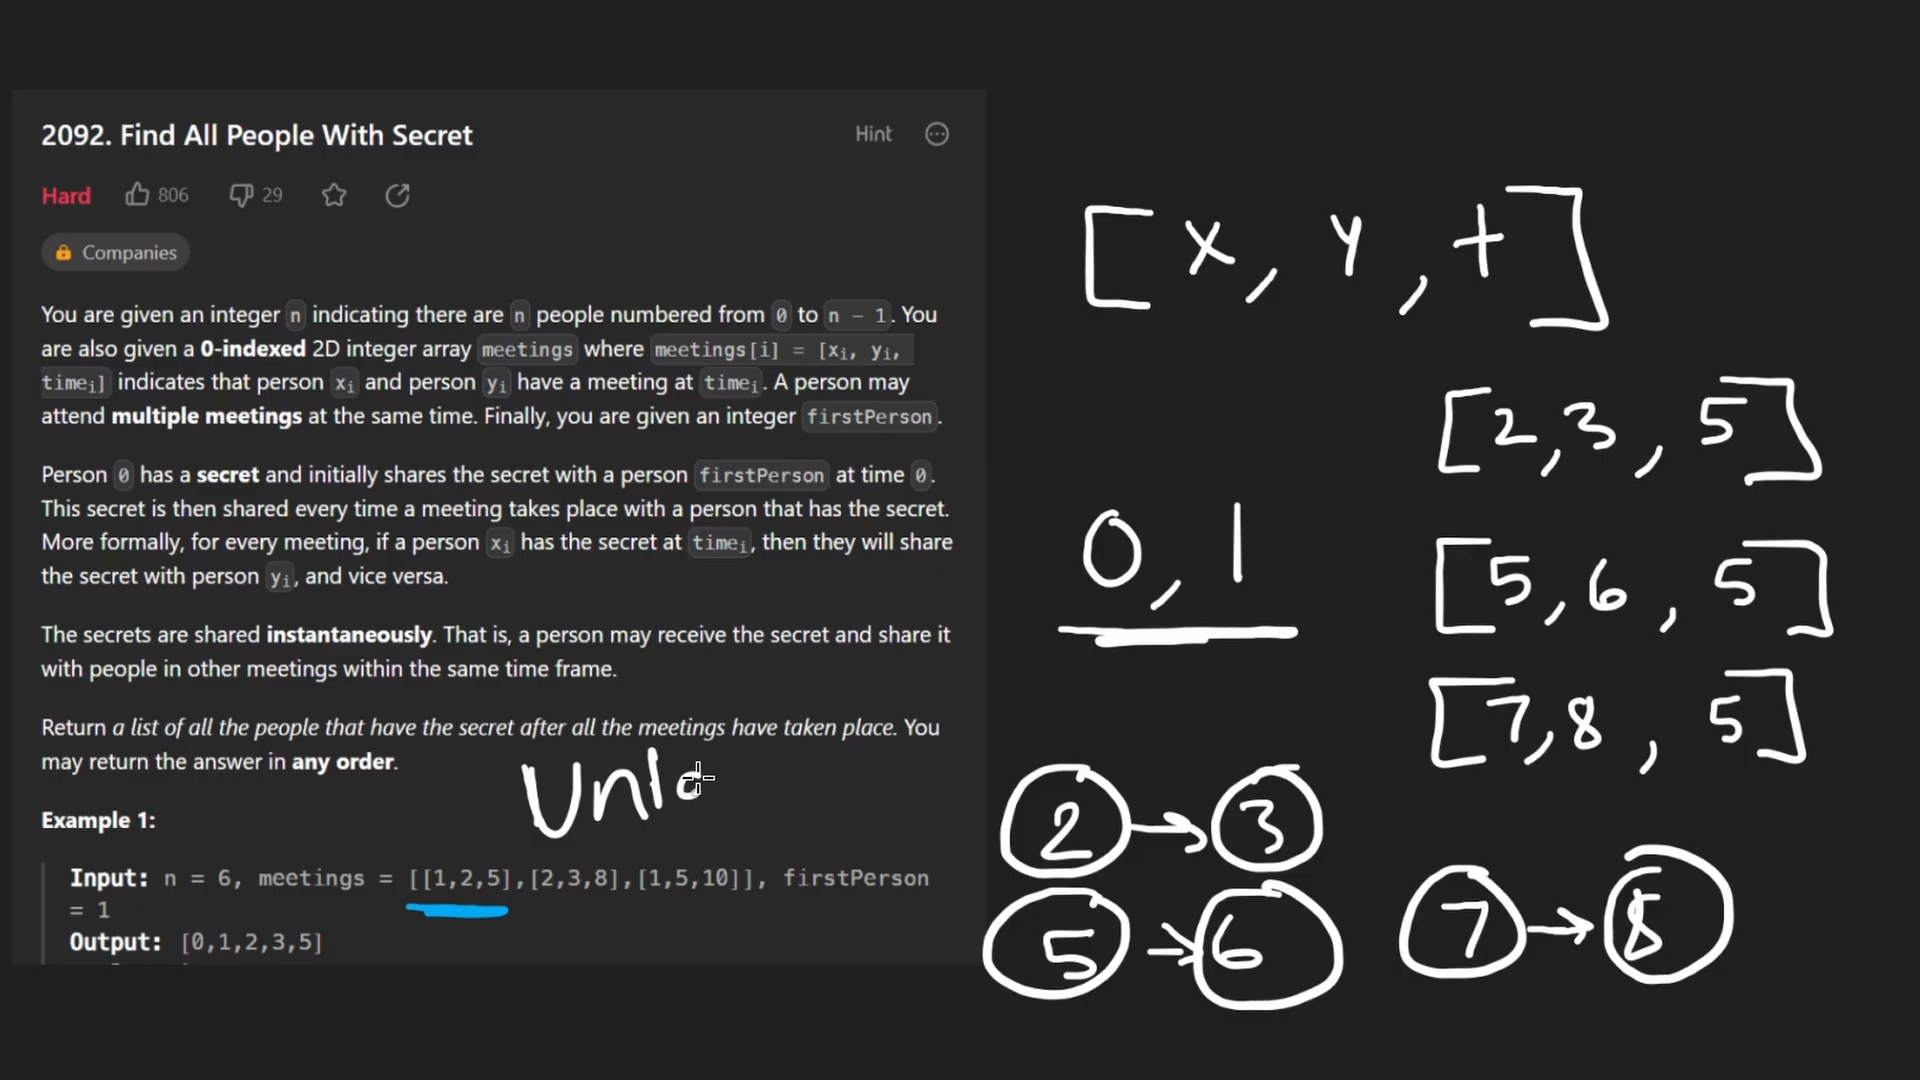 2092. Find All People With Secret
Hint
Hard 806 29
Companies
You are given an integer n indicating there are n people numbered from 0 to n - 1. You
are also given a 0-indexed 2D integer array meetings where meetings[i] = [xi, yi,
timei] indicates that person xi and person yi have a meeting at timei. A person may
attend multiple meetings at the same time. Finally, you are given an integer firstPerson.
Person 0 has a secret and initially shares the secret with a person firstPerson at time 0.
This secret is then shared every time a meeting takes place with a person that has the secret.
More formally, for every meeting, if a person xi has the secret at timei, then they will share
the secret with person yi, and vice versa.
The secrets are shared instantaneously. That is, a person may receive the secret and share it
with people in other meetings within the same time frame.
Return a list of all the people that have the secret after all the meetings have taken place. You
may return the answer in any order.
Example 1:
Input: n = 6, meetings = [[1,2,5],[2,3,8],[1,5,10]], firstPerson
= 1
Output: [0,1,2,3,5]
[x, y, t]
[2,3, 5]
0, 1
[5,6, 5]
[7,8, 5]
2 → 3
5 → 6
7 → 8